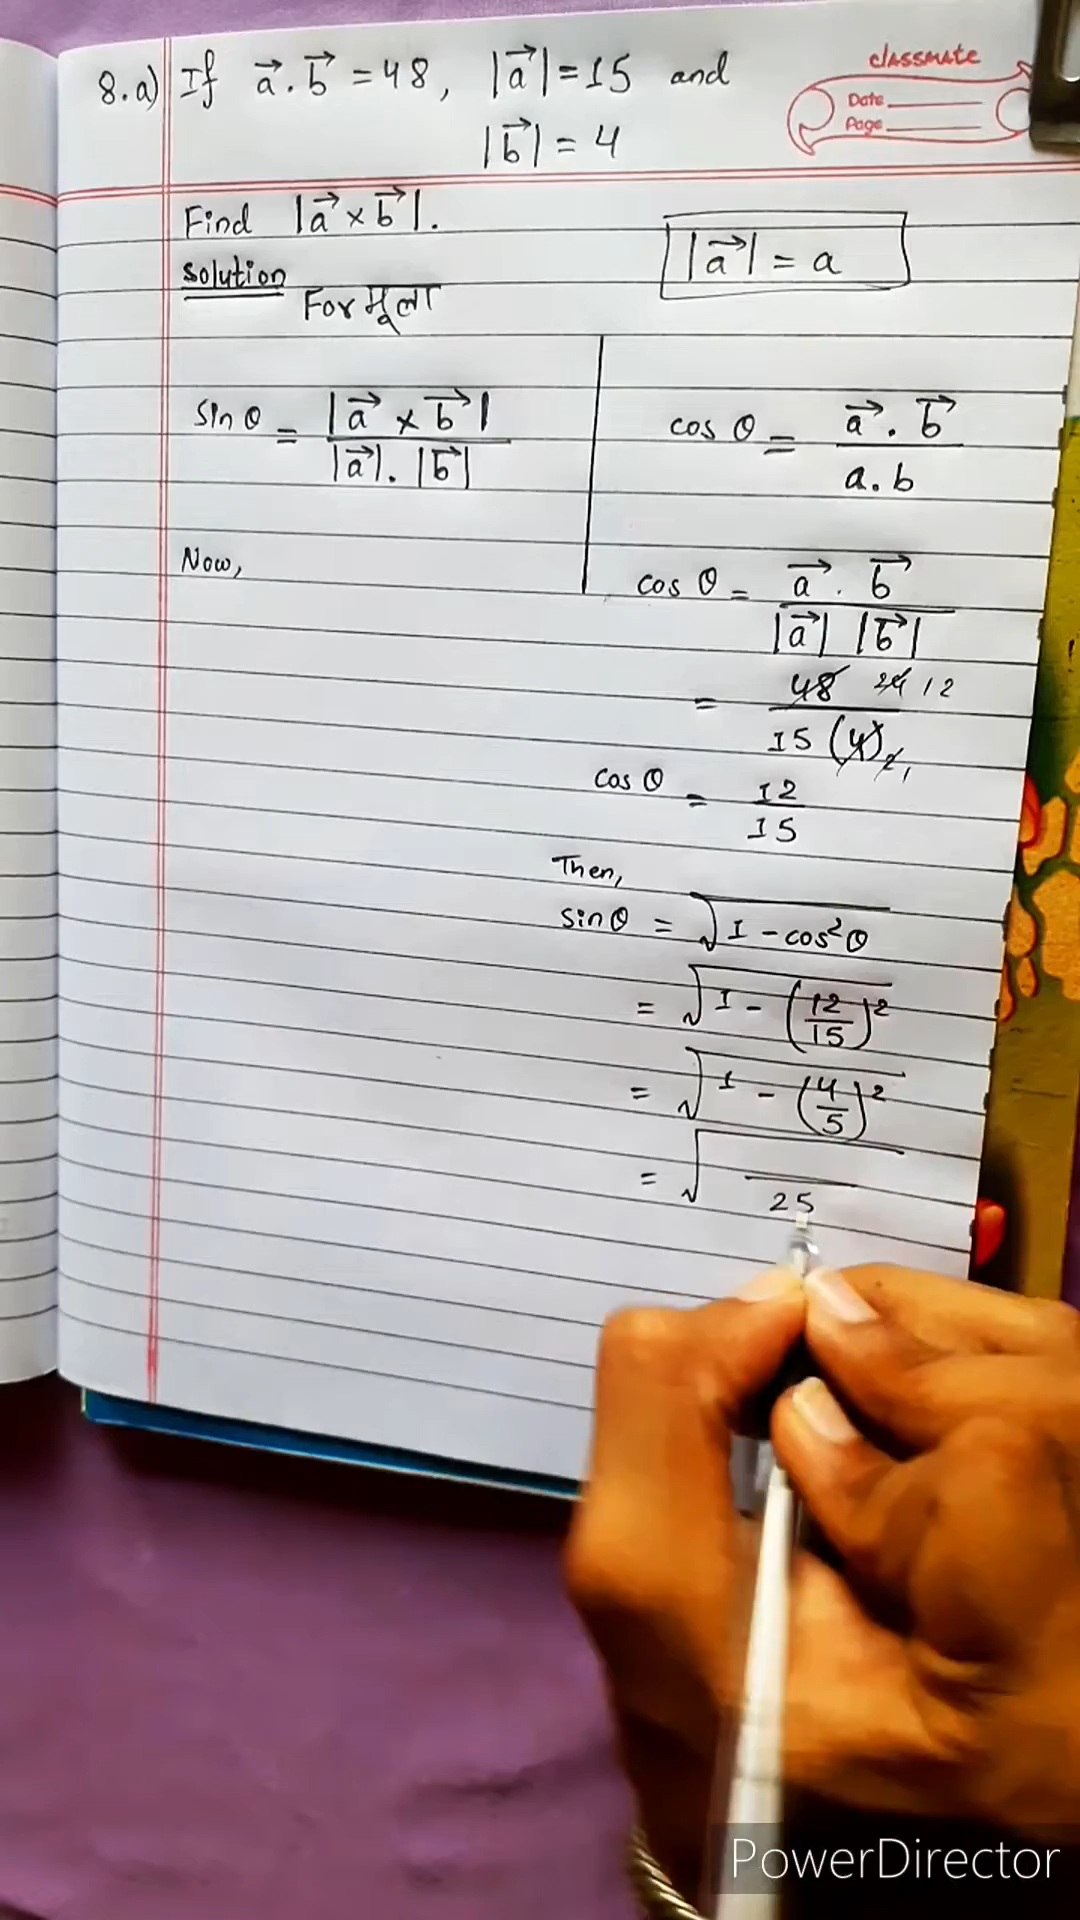 8.a) If a⃗ . b⃗ = 48, |a⃗| = 15 and
|b⃗| = 4
classmate
Date
Page
Find |a⃗ × b⃗|.
|a⃗| = a
Solution
Forमूला
sin θ = |a⃗ × b⃗| / |a⃗| . |b⃗|
cos θ = a⃗ . b⃗ / a . b
Now,
cos θ = a⃗ . b⃗ / |a⃗| |b⃗|
= 48 24 12 / 15 (4) 2 1
cos θ = 12 / 15
Then,
sin θ = √(1 - cos²θ)
= √(1 - (12/15)²)
= √(1 - (4/5)²)
= √( / 25)
PowerDirector